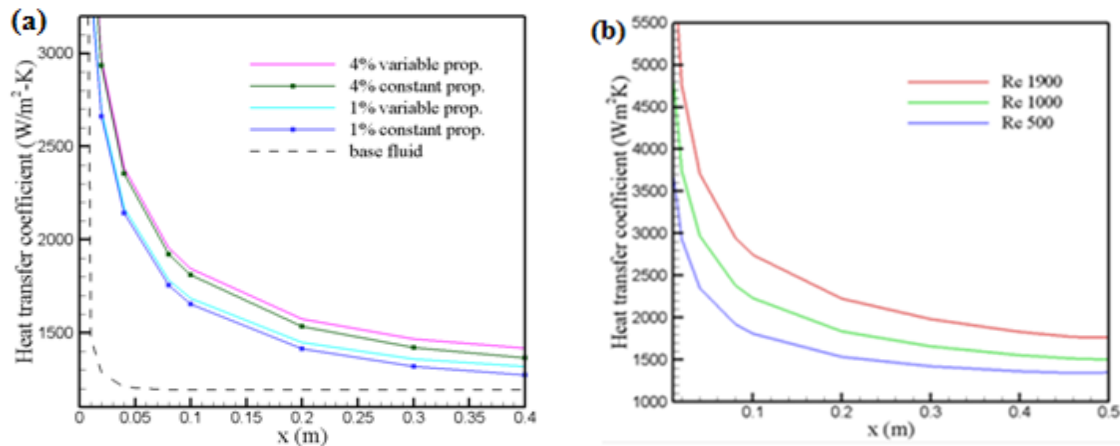 (a)
Heat transfer coefficient (W/m²-K)
3000
2500
2000
1500
4% variable prop.
4% constant prop.
1% variable prop.
1% constant prop.
base fluid
0 0.05 0.1 0.15 0.2 0.25 0.3 0.35 0.4
x (m)
(b)
Heat transfer coefficient (Wm²K)
5500
5000
4500
4000
3500
3000
2500
2000
1500
1000
Re 1900
Re 1000
Re 500
0.1 0.2 0.3 0.4 0.5
x (m)